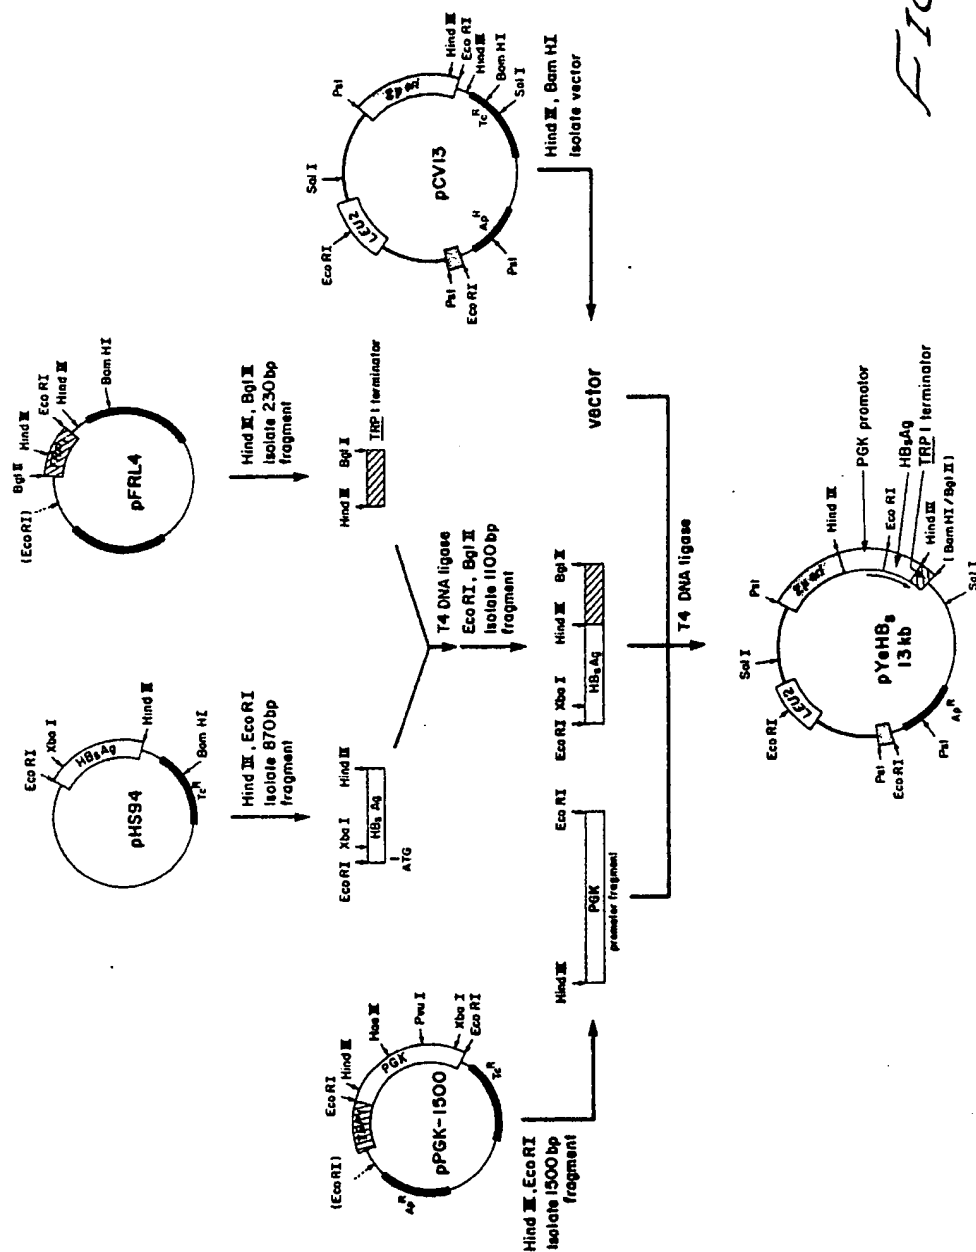 FIG
Eco RI
Xba I
HBsAg
Hind III
Bam HI
Tc R
pHS94
Hind III, Eco RI
Isolate 870bp
fragment
Eco RI
Xba I
Hind III
HBs Ag
ATG
Bgl II
Hind III
Eco RI
Hind III
Bam HI
(Eco RI)
pFRL4
Hind III, Bgl II
Isolate 230bp
fragment
Hind III
Bgl I
TRP I terminator
Pst
Hind III
Eco RI
Hind III
Bam HI
Sal I
Tc R
Sal I
LEU2
Eco RI
pCV13
Pst
Eco RI
Pst
Hind III, Bam HI
Isolate vector
T4 DNA ligase
Eco RI, Bgl II
Isolate 1100bp
fragment
(Eco RI)
Eco RI
Hind III
Hae III
PGK
Pvu I
Xba I
Eco RI
Tc R
Ap R
pPGK-1500
Hind III, Eco RI
Isolate 1500bp
fragment
Hind III
Eco RI
PGK
promoter fragment
Eco RI
Xba I
Hind III
Bgl II
HBsAg
vector
T4 DNA ligase
Pst
Sal I
LEU2
Eco RI
Hind III
PGK promotor
Eco RI
HBsAg
TRP I terminator
Hind III
(Bam HI/Bgl II)
Sal I
Ap R
Pst
Pst
Eco RI
pYeHBs
13kb